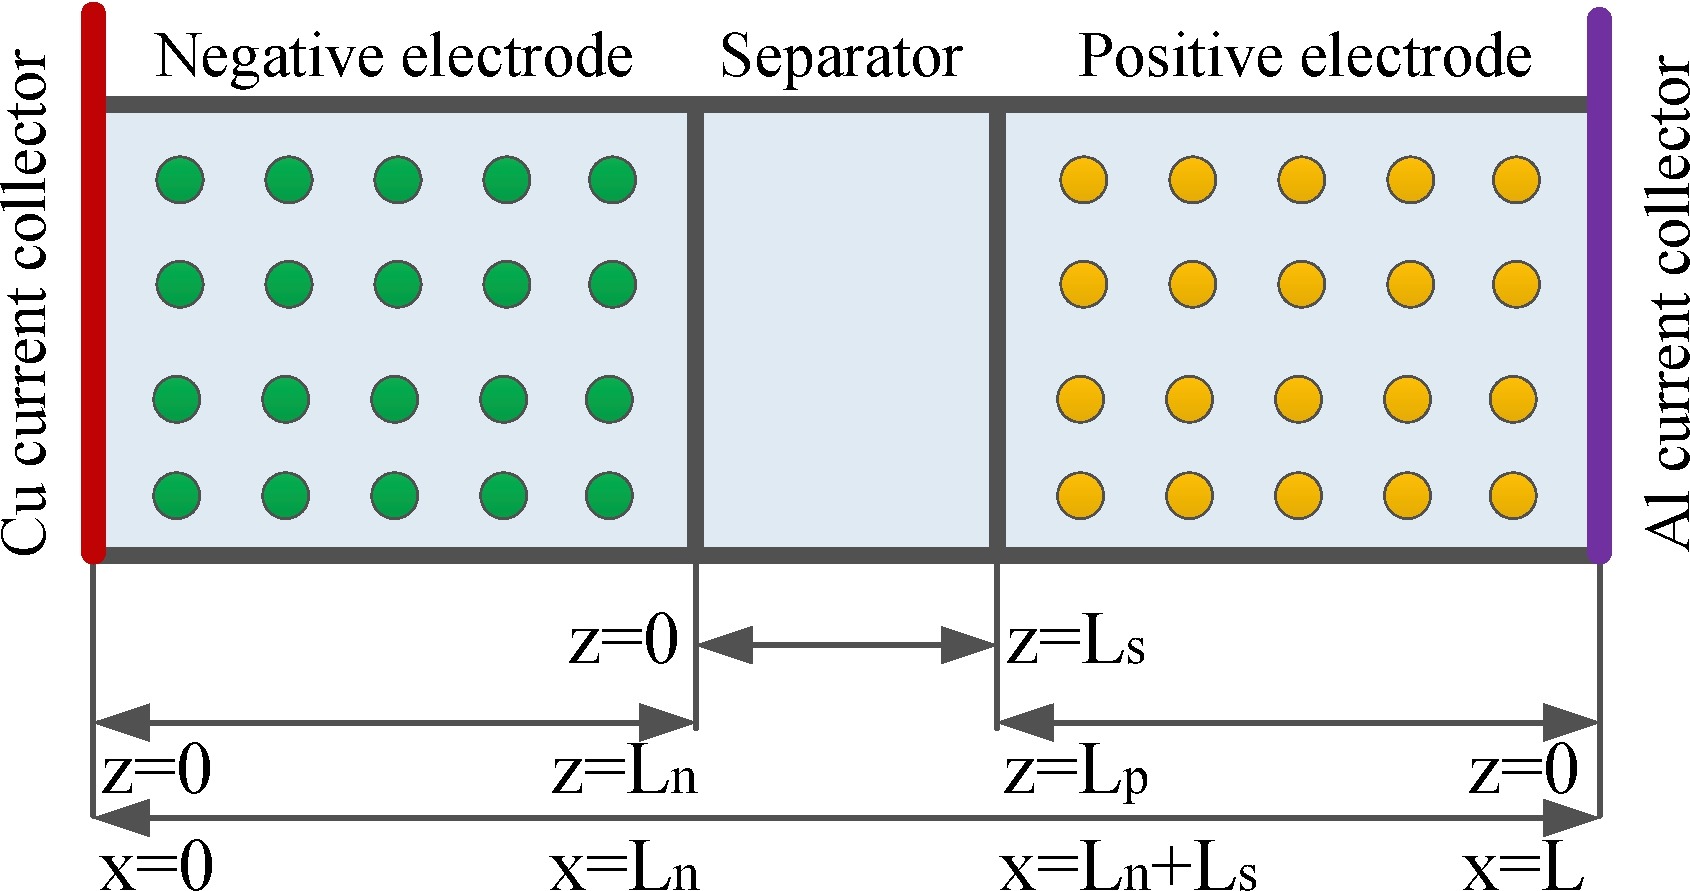 Cu current collector
Negative electrode
Separator
Positive electrode
Al current collector
z=0
z=Ls
z=0
z=Ln
z=Lp
z=0
x=0
x=Ln
x=Ln+Ls
x=L